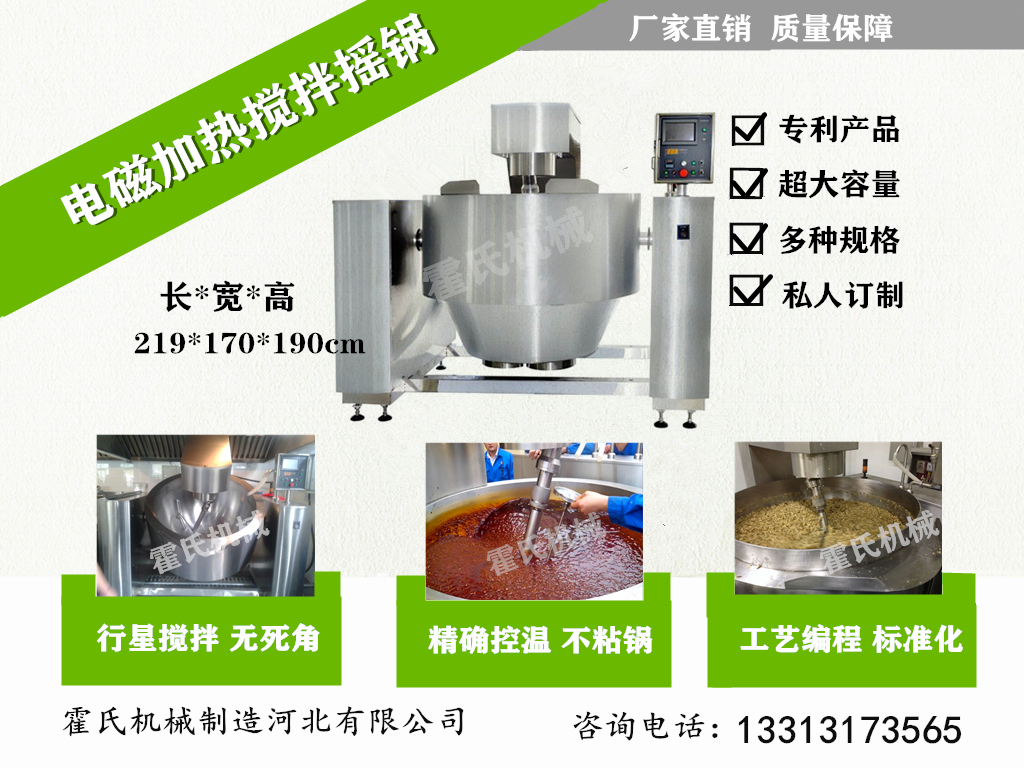 厂家直销 质量保障
电磁加热搅拌摇锅
专利产品
超大容量
多种规格
私人订制
长*宽*高
219*170*190cm
霍氏机械
霍氏机械
霍氏机械
霍氏机械
行星搅拌 无死角
精确控温 不粘锅
工艺编程 标准化
霍氏机械制造河北有限公司
咨询电话：13313173565